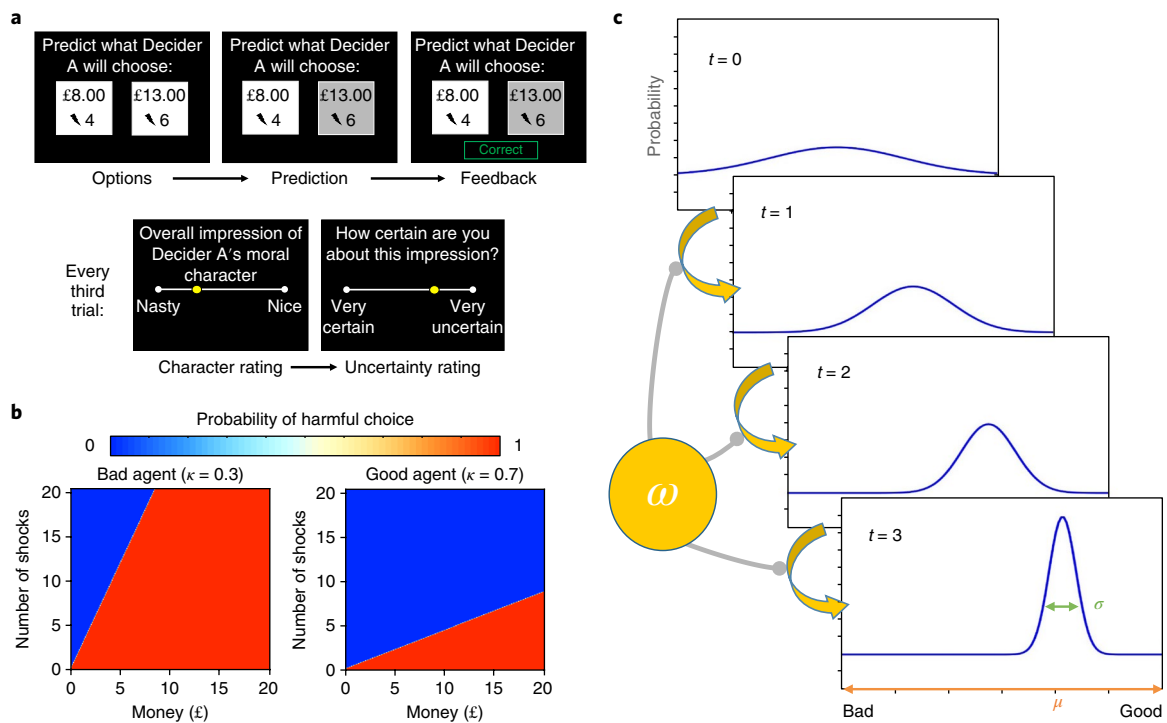 a
Predict what Decider
A will choose:
£8.00
4
£13.00
6
Predict what Decider
A will choose:
£8.00
4
£13.00
6
Predict what Decider
A will choose:
£8.00
4
£13.00
6
Correct
Options
Prediction
Feedback
Every
third
trial:
Overall impression of
Decider A's moral
character
Nasty
Nice
How certain are you
about this impression?
Very
certain
Very
uncertain
Character rating
Uncertainty rating
b
Probability of harmful choice
0
1
Bad agent (κ = 0.3)
Number of shocks
20
15
10
5
0
0 5 10 15 20
Money (£)
Good agent (κ = 0.7)
Number of shocks
20
15
10
5
0
0 5 10 15 20
Money (£)
c
Probability
t = 0
t = 1
t = 2
t = 3
ω
σ
μ
Bad
Good